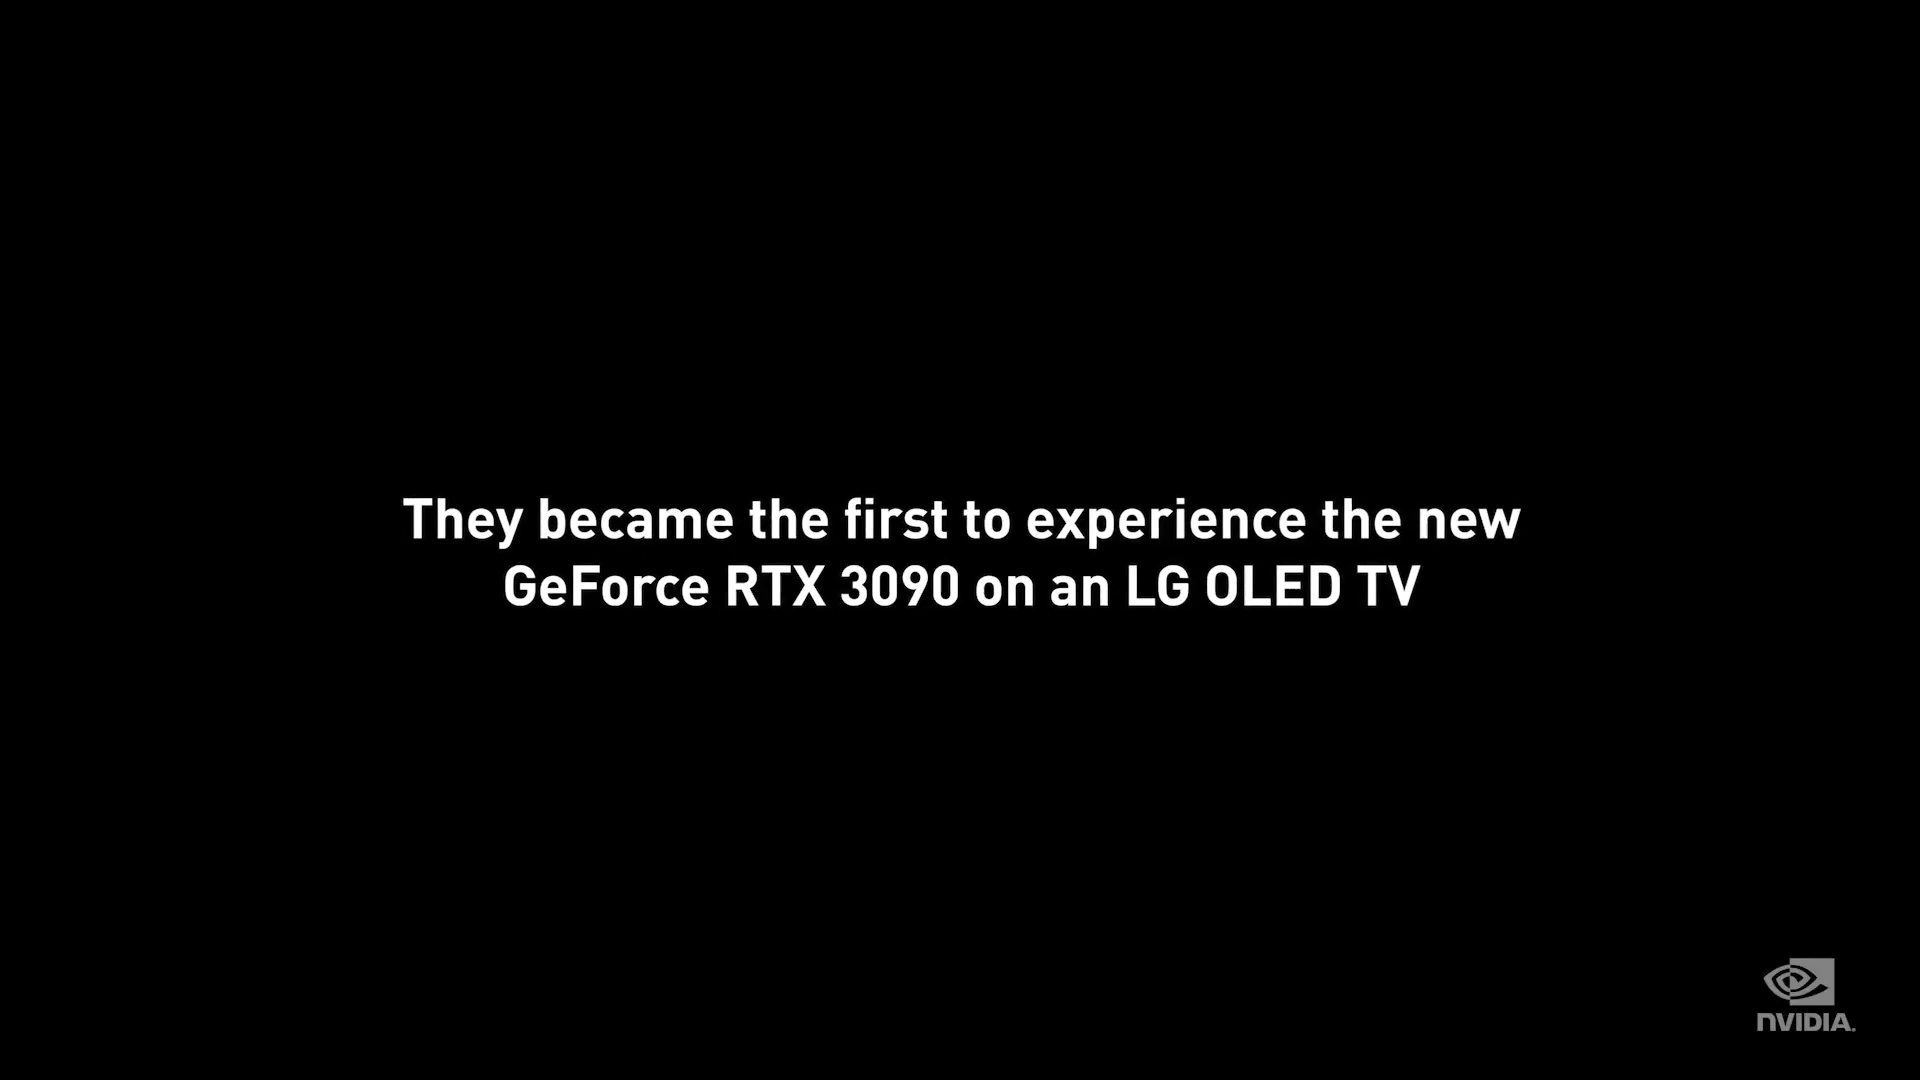 They became the first to experience the new
GeForce RTX 3090 on an LG OLED TV
NVIDIA.